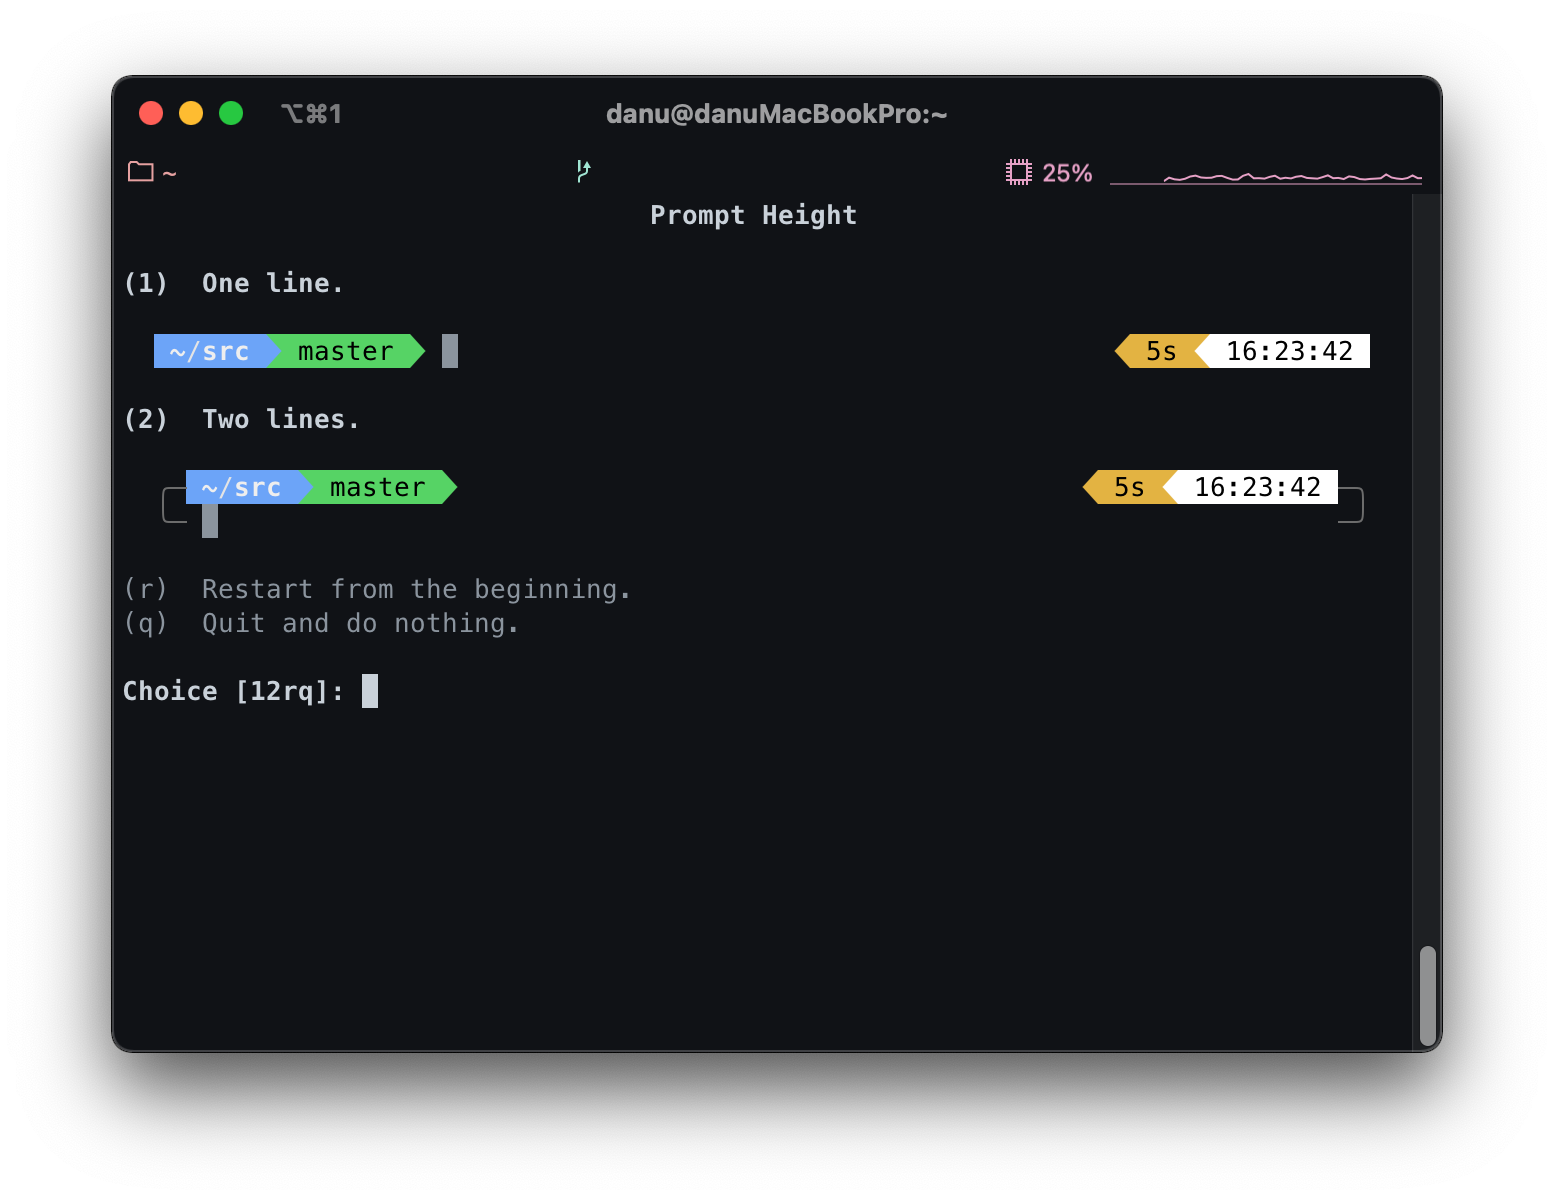 ⌥⌘1 danu@danuMacBookPro:~
~ 25%
Prompt Height
(1) One line.
~/src master 5s 16:23:42
(2) Two lines.
~/src master 5s 16:23:42
(r) Restart from the beginning.
(q) Quit and do nothing.
Choice [12rq]: